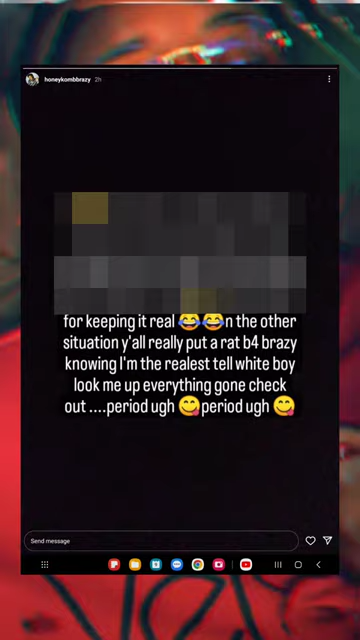 honeykombbrazy 2h
for keeping it real 😂😂n the other
situation y'all really put a rat b4 brazy
knowing I'm the realest tell white boy
look me up everything gone check
out ....period ugh 😋period ugh 😋
Send message